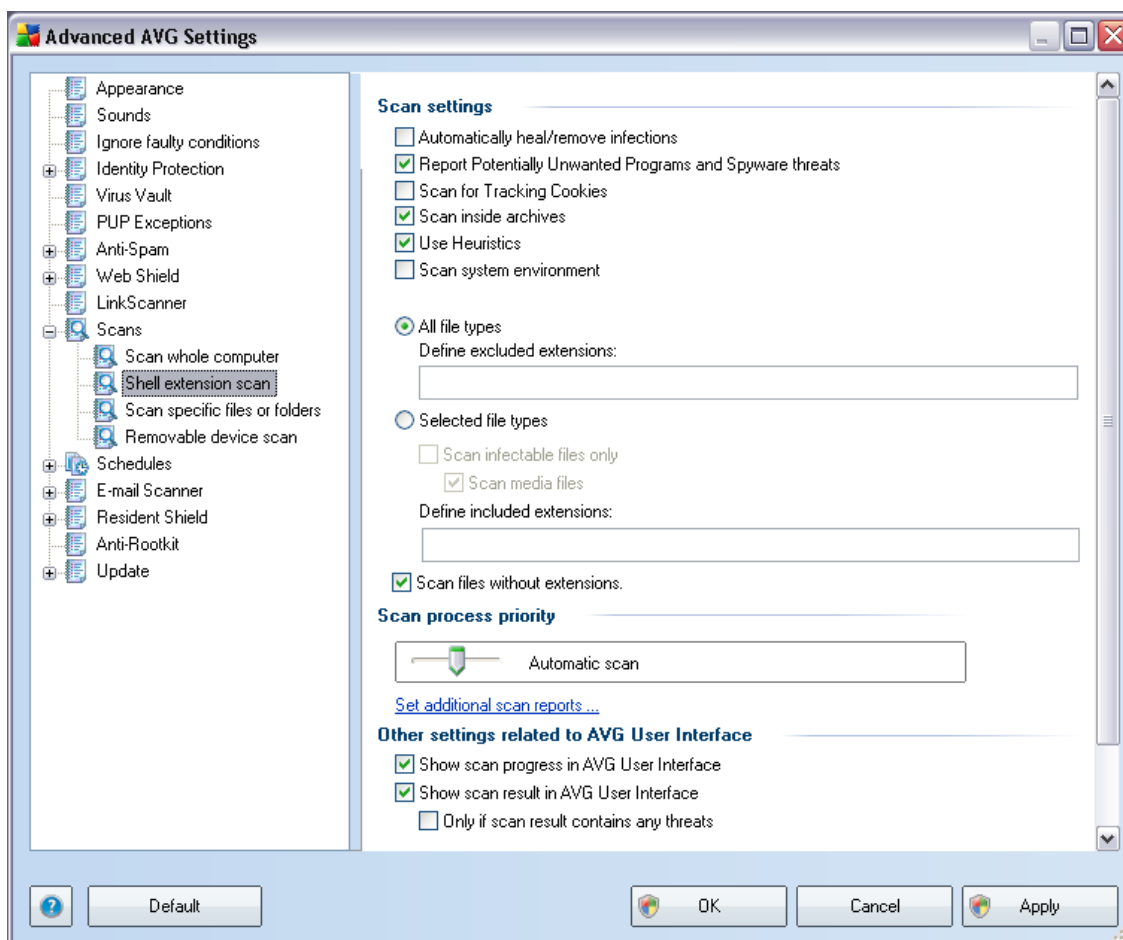 Advanced AVG Settings
Appearance
Sounds
Ignore faulty conditions
Identity Protection
Virus Vault
PUP Exceptions
Anti-Spam
Web Shield
LinkScanner
Scans
Scan whole computer
Shell extension scan
Scan specific files or folders
Removable device scan
Schedules
E-mail Scanner
Resident Shield
Anti-Rootkit
Update
Scan settings
Automatically heal/remove infections
Report Potentially Unwanted Programs and Spyware threats
Scan for Tracking Cookies
Scan inside archives
Use Heuristics
Scan system environment
All file types
Define excluded extensions:
Selected file types
Scan infectable files only
Scan media files
Define included extensions:
Scan files without extensions.
Scan process priority
Automatic scan
Set additional scan reports ...
Other settings related to AVG User Interface
Show scan progress in AVG User Interface
Show scan result in AVG User Interface
Only if scan result contains any threats
? Default OK Cancel Apply